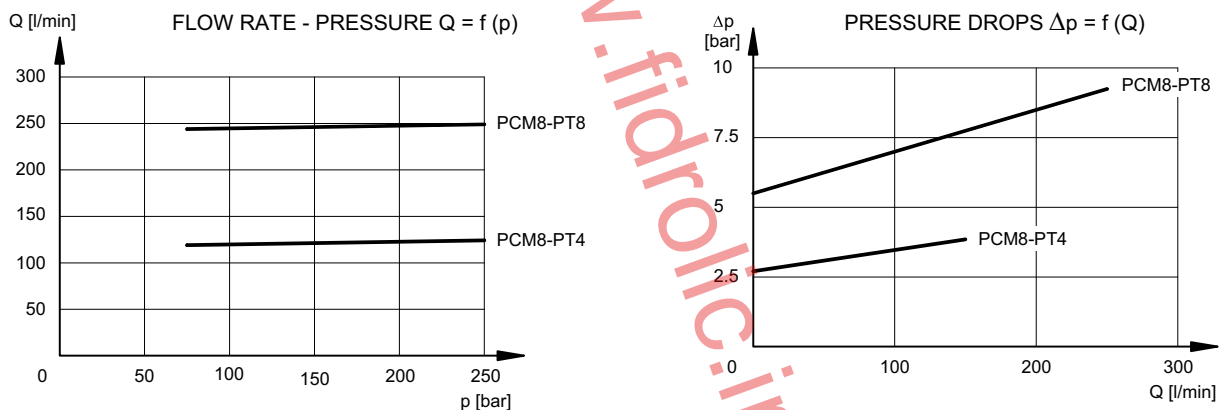 Q [l/min]
FLOW RATE - PRESSURE Q = f (p)
300
250
200
150
100
50
0
50
100
150
200
250
p [bar]
PCM8-PT8
PCM8-PT4
Δp
[bar]
PRESSURE DROPS Δp = f (Q)
10
7.5
5
2.5
0
100
200
300
Q [l/min]
PCM8-PT8
PCM8-PT4
.fidrolic.